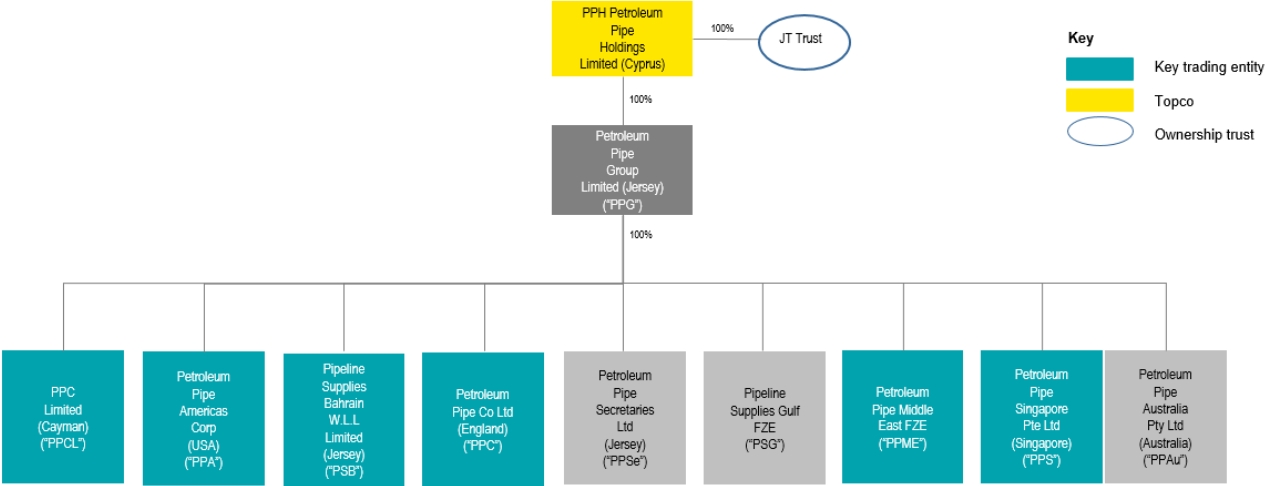 PPH Petroleum
Pipe
Holdings
Limited (Cyprus)
100%
JT Trust
Key
Key trading entity
Topco
Ownership trust
100%
Petroleum
Pipe
Group
Limited (Jersey)
("PPG")
100%
PPC
Limited
(Cayman)
("PPCL")
Petroleum
Pipe
Americas
Corp
(USA)
("PPA")
Pipeline
Supplies
Bahrain
W.L.L
Limited
(Jersey)
("PSB")
Petroleum
Pipe Co Ltd
(England)
("PPC")
Petroleum
Pipe
Secretaries
Ltd
(Jersey)
("PPSe")
Pipeline
Supplies Gulf
FZE
("PSG")
Petroleum
Pipe Middle
East FZE
("PPME")
Petroleum
Pipe
Singapore
Pte Ltd
(Singapore)
("PPS")
Petroleum
Pipe
Australia
Pty Ltd
(Australia)
("PPAu")